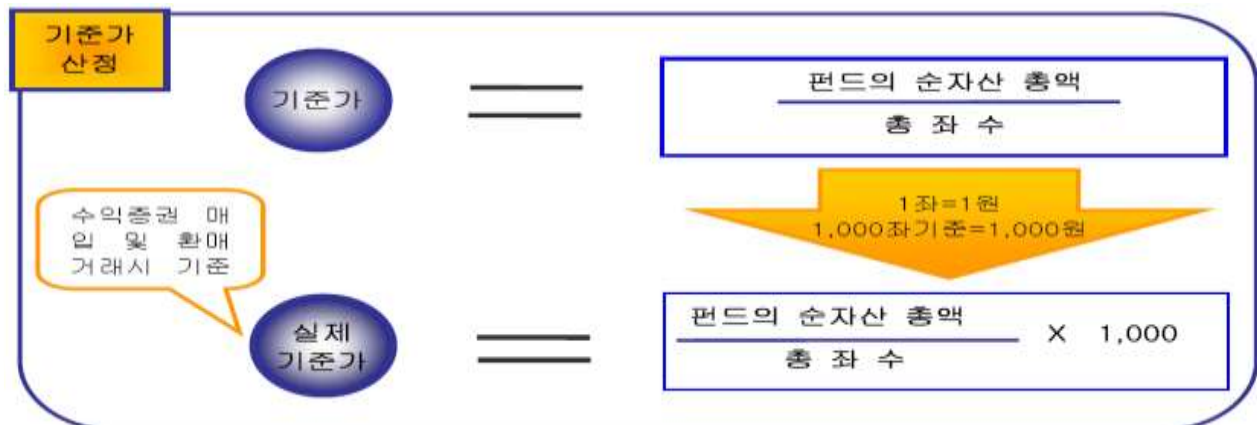 기준가
산정
기준가
펀드의 순자산 총액
총 좌 수
1좌=1원
1,000좌기준=1,000원
수익증권 매
입 및 환매
거래시 기준
실제
기준가
펀드의 순자산 총액
총 좌 수
X 1,000